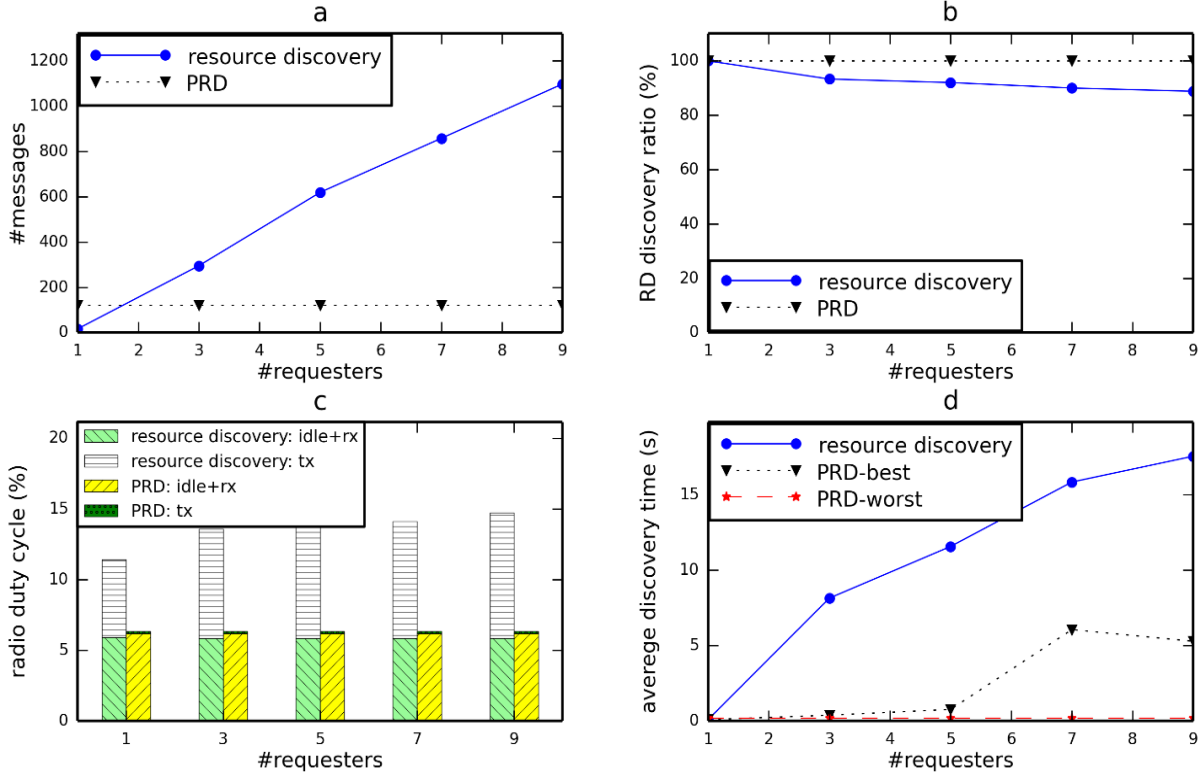 a
1200
1000
800
600
400
200
0
#messages
resource discovery
PRD
1 2 3 4 5 6 7 8 9
#requesters
b
100
80
60
40
20
0
RD discovery ratio (%)
resource discovery
PRD
1 2 3 4 5 6 7 8 9
#requesters
c
20
15
10
5
0
radio duty cycle (%)
resource discovery: idle+rx
resource discovery: tx
PRD: idle+rx
PRD: tx
1 3 5 7 9
#requesters
d
15
10
5
0
averege discovery time (s)
resource discovery
PRD-best
PRD-worst
1 2 3 4 5 6 7 8 9
#requesters